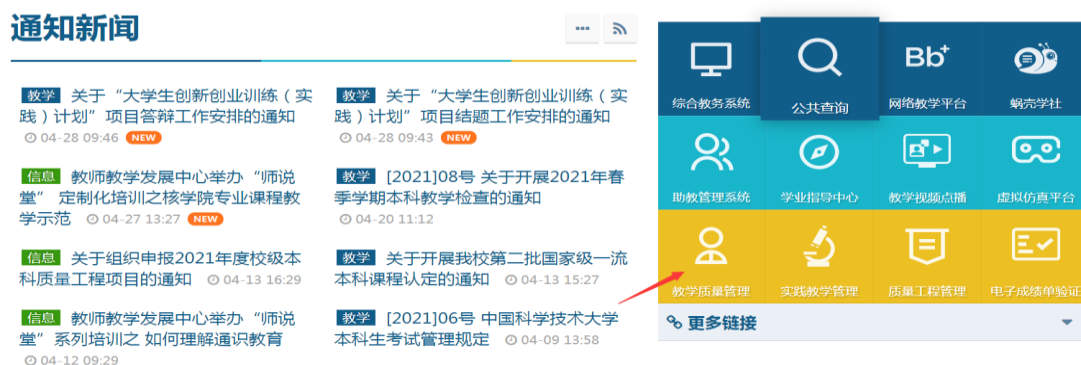 通知新闻
教学 关于“大学生创新创业训练（实
践）计划”项目答辩工作安排的通知
04-28 09:46 NEW
教学 关于“大学生创新创业训练（实
践）计划”项目结题工作安排的通知
04-28 09:43 NEW
信息 教师教学发展中心举办“师说
堂” 定制化培训之核学院专业课程教
学示范 04-27 13:27 NEW
教学 [2021]08号 关于开展2021年春
季学期本科教学检查的通知
04-20 11:12
信息 关于组织申报2021年度校级本
科质量工程项目的通知 04-13 16:29
教学 关于开展我校第二批国家级一流
本科课程认定的通知 04-13 15:27
信息 教师教学发展中心举办“师说
堂”系列培训之 如何理解通识教育
04-12 09:29
教学 [2021]06号 中国科学技术大学
本科生考试管理规定 04-09 13:58
Bb+
综合教务系统 公共查询 网络教学平台 蜗壳学社
助教管理系统 学业指导中心 教学视频点播 虚拟仿真平台
教学质量管理 实践教学管理 质量工程管理 电子成绩单验证
更多链接